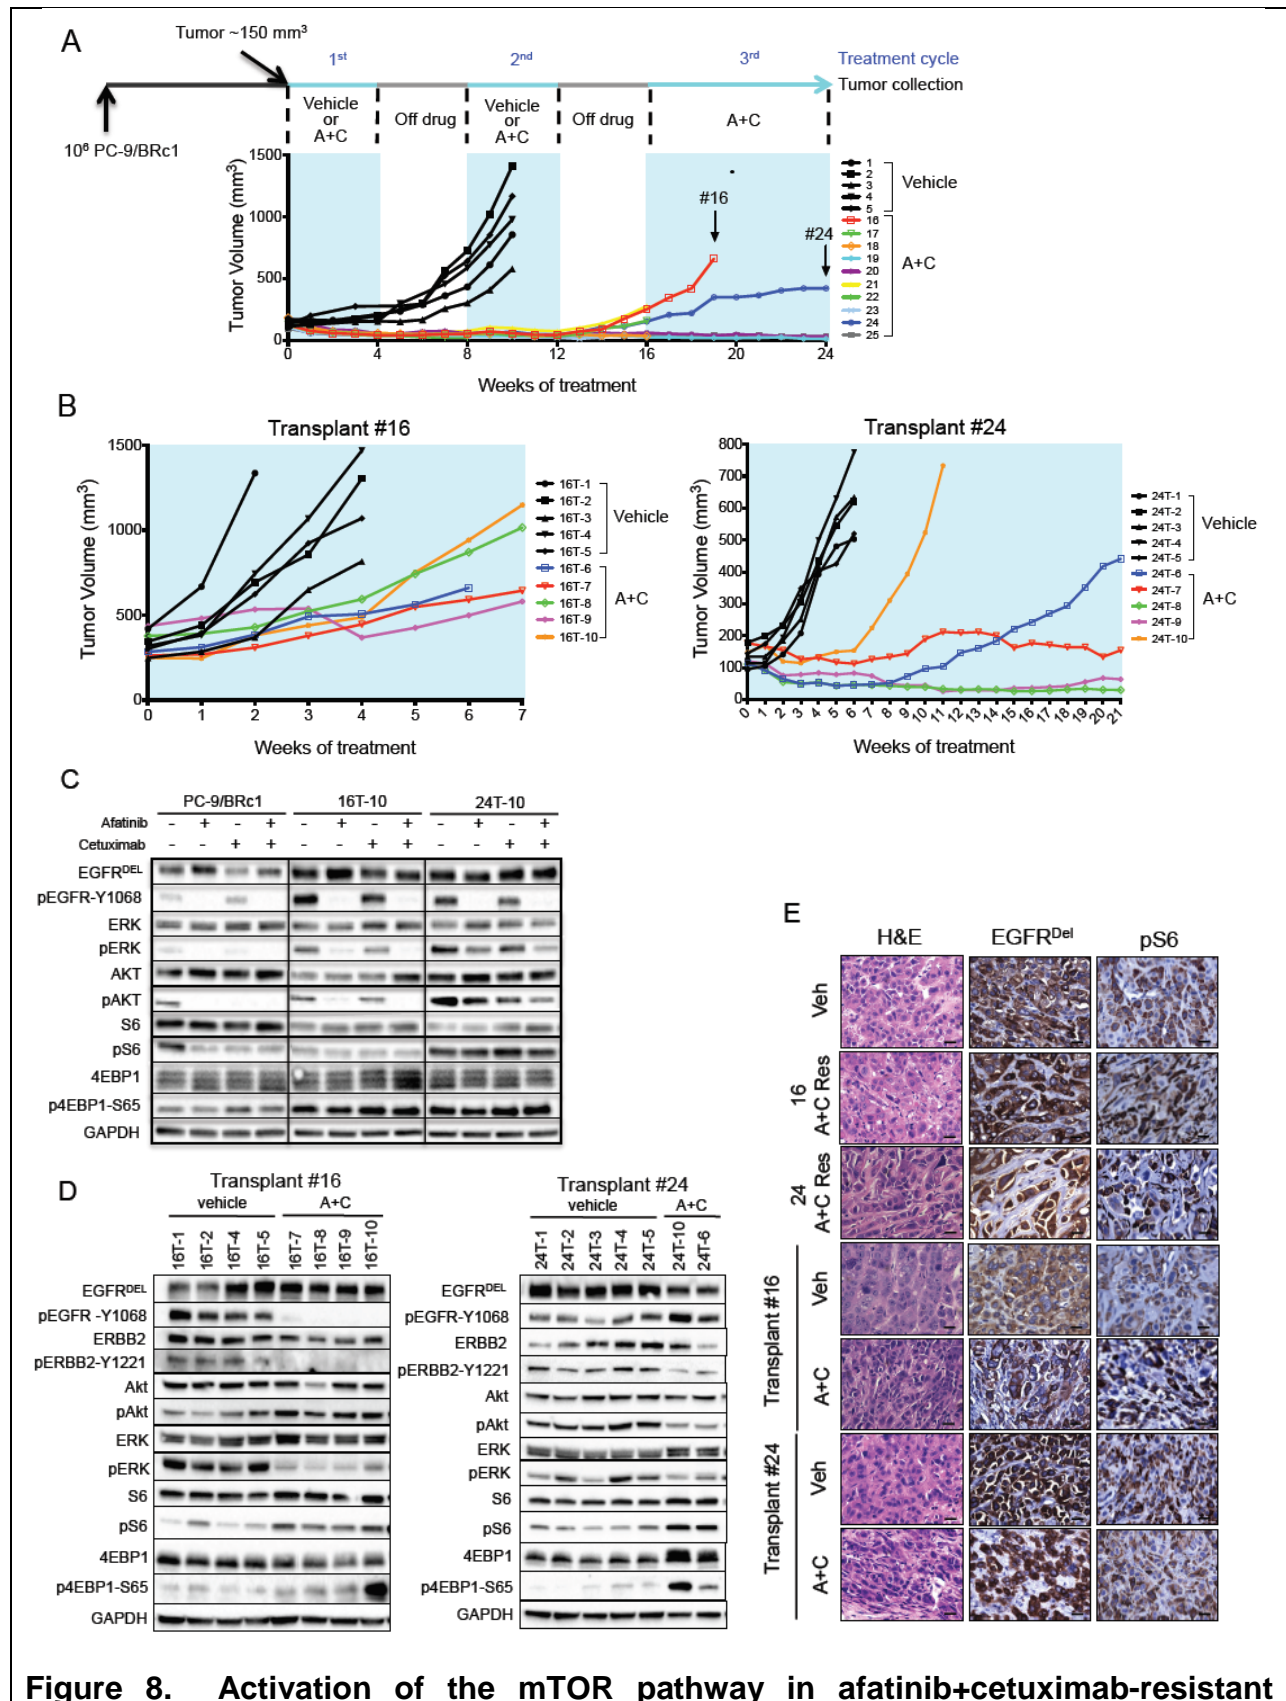 A
Tumor ~150 mm³
1st 2nd 3rd Treatment cycle
Tumor collection
Vehicle or A+C
Off drug
Vehicle or A+C
Off drug
A+C
10⁶ PC-9/BRc1
Tumor Volume (mm³)
1500
1000
500
0
0 4 8 12 16 20 24
Weeks of treatment
#16
#24
1
2
3
4
5
Vehicle
16
17
18
19
20
21
22
23
24
25
A+C
B
Transplant #16
Tumor Volume (mm³)
1500
1000
500
0
0 1 2 3 4 5 6 7
Weeks of treatment
16T-1
16T-2
16T-3
16T-4
16T-5
Vehicle
16T-6
16T-7
16T-8
16T-9
16T-10
A+C
Transplant #24
Tumor Volume (mm³)
800
700
600
500
400
300
200
100
0
0 1 2 3 4 5 6 7 8 9 10 11 12 13 14 15 16 17 18 19 20 21
Weeks of treatment
24T-1
24T-2
24T-3
24T-4
24T-5
Vehicle
24T-6
24T-7
24T-8
24T-9
24T-10
A+C
C
PC-9/BRc1 16T-10 24T-10
Afatinib - + - + - + - + - + - +
Cetuximab - - + + - - + + - - + +
EGFRᴰᴱᴸ
pEGFR-Y1068
ERK
pERK
AKT
pAKT
S6
pS6
4EBP1
p4EBP1-S65
GAPDH
D
Transplant #16
vehicle A+C
16T-1 16T-2 16T-4 16T-5 16T-7 16T-8 16T-9 16T-10
EGFRᴰᴱᴸ
pEGFR -Y1068
ERBB2
pERBB2-Y1221
Akt
pAkt
ERK
pERK
S6
pS6
4EBP1
p4EBP1-S65
GAPDH
Transplant #24
vehicle A+C
24T-1 24T-2 24T-3 24T-4 24T-5 24T-10 24T-6
EGFRᴰᴱᴸ
pEGFR-Y1068
ERBB2
pERBB2-Y1221
Akt
pAkt
ERK
pERK
S6
pS6
4EBP1
p4EBP1-S65
GAPDH
E
H&E EGFRᴰᵉˡ pS6
Veh
16 A+C Res
24 A+C Res
Transplant #16
Veh
A+C
Transplant #24
Veh
A+C
Figure 8. Activation of the mTOR pathway in afatinib+cetuximab-resistant